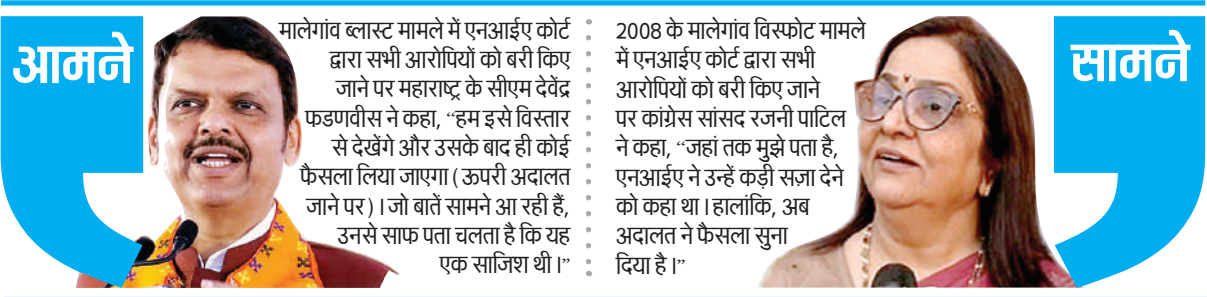 आमने
मालेगांव ब्लास्ट मामले में एनआईए कोर्ट
द्वारा सभी आरोपियों को बरी किए
जाने पर महाराष्ट्र के सीएम देवेंद्र
फडणवीस ने कहा, “हम इसे विस्तार
से देखेंगे और उसके बाद ही कोई
फैसला लिया जाएगा (ऊपरी अदालत
जाने पर)। जो बातें सामने आ रही हैं,
उनसे साफ पता चलता है कि यह
एक साजिश थी।”
2008 के मालेगांव विस्फोट मामले
में एनआईए कोर्ट द्वारा सभी
आरोपियों को बरी किए जाने
पर कांग्रेस सांसद रजनी पाटिल
ने कहा, “जहां तक मुझे पता है,
एनआईए ने उन्हें कड़ी सज़ा देने
को कहा था। हालांकि, अब
अदालत ने फैसला सुना
दिया है।”
सामने